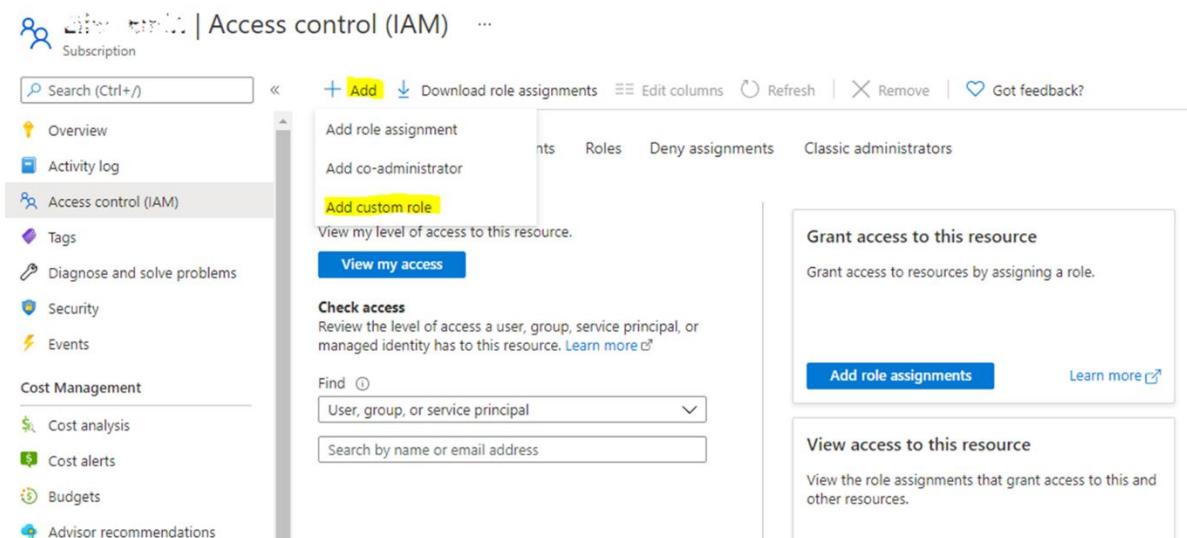 | Access control (IAM) ...
Subscription
Search (Ctrl+/)
«
Add
Download role assignments
Edit columns
Refresh
Remove
Got feedback?
Overview
Activity log
Access control (IAM)
Tags
Diagnose and solve problems
Security
Events
Cost Management
Cost analysis
Cost alerts
Budgets
Advisor recommendations
Add role assignment
Add co-administrator
Add custom role
nts
Roles
Deny assignments
Classic administrators
View my level of access to this resource.
View my access
Check access
Review the level of access a user, group, service principal, or
managed identity has to this resource. Learn more
Find
User, group, or service principal
Search by name or email address
Grant access to this resource
Grant access to resources by assigning a role.
Add role assignments
Learn more
View access to this resource
View the role assignments that grant access to this and
other resources.